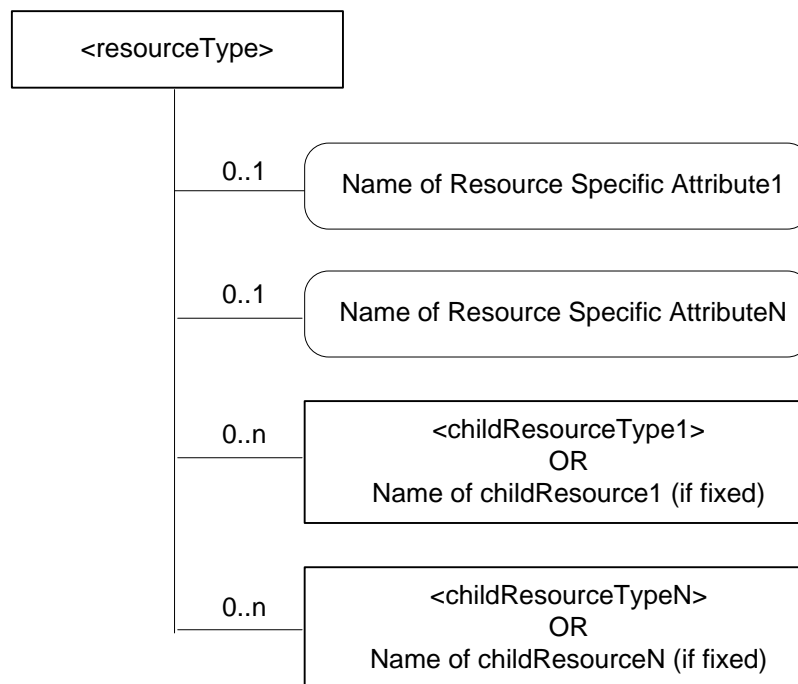 <resourceType>
0..1
Name of Resource Specific Attribute1
0..1
Name of Resource Specific AttributeN
0..n
<childResourceType1>
OR
Name of childResource1 (if fixed)
0..n
<childResourceTypeN>
OR
Name of childResourceN (if fixed)